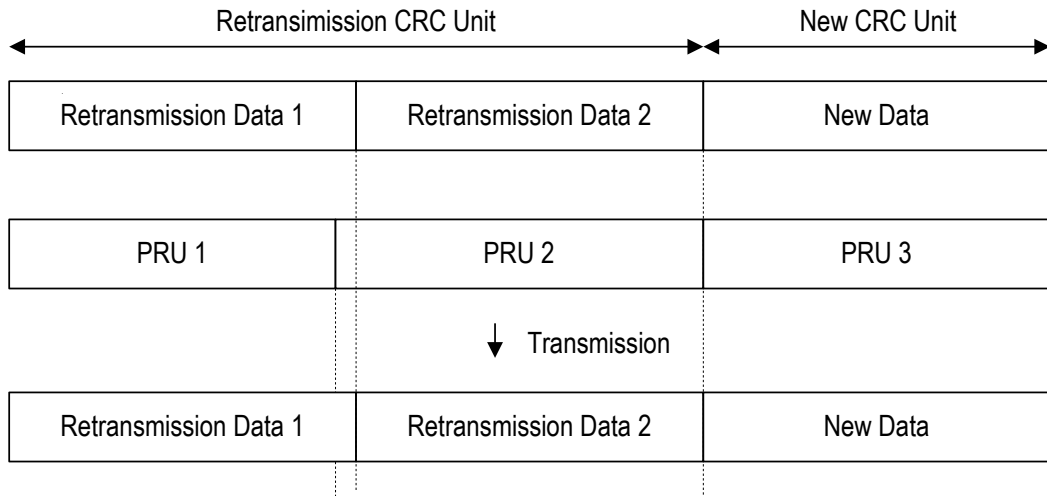 Retransimission CRC Unit New CRC Unit
Retransmission Data 1 Retransmission Data 2 New Data
PRU 1 PRU 2 PRU 3
Transmission
Retransmission Data 1 Retransmission Data 2 New Data